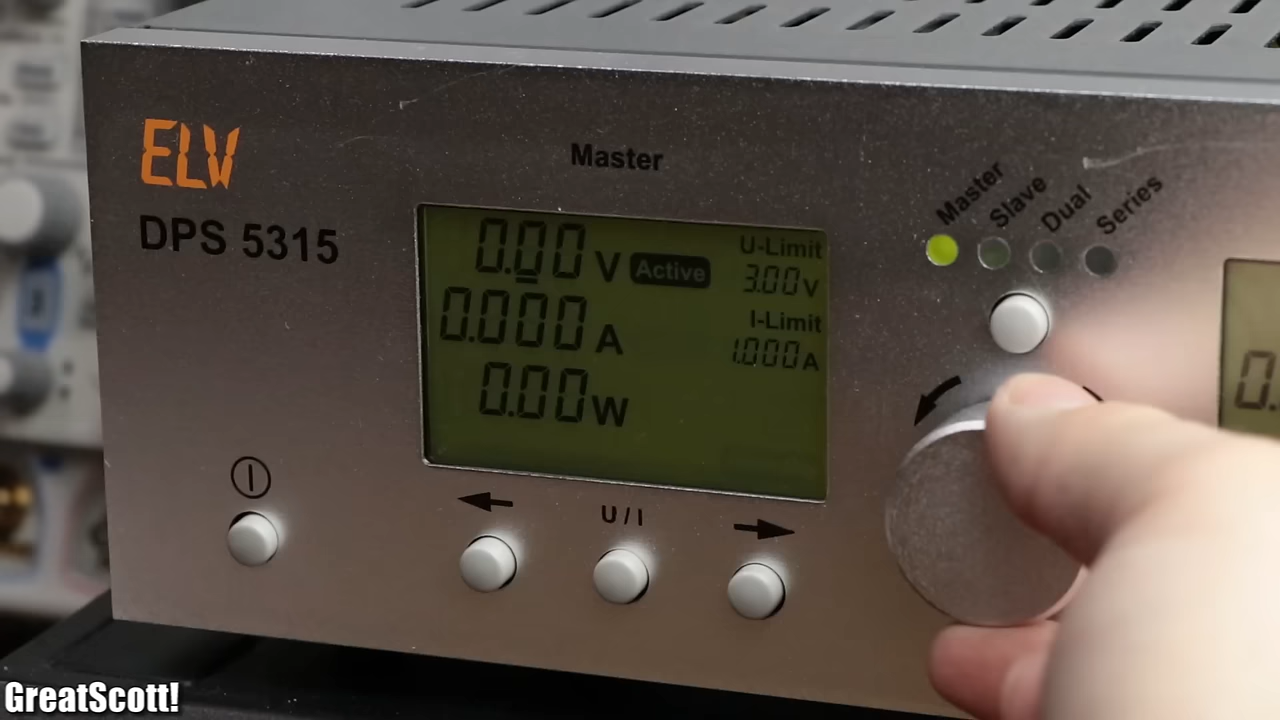 ELV
DPS 5315
Master
0.00 V Active
0.000 A
0.00 W
U-Limit
3.00 V
I-Limit
1.000 A
U / I
Master
Slave
Dual
Series
0.
GreatScott!